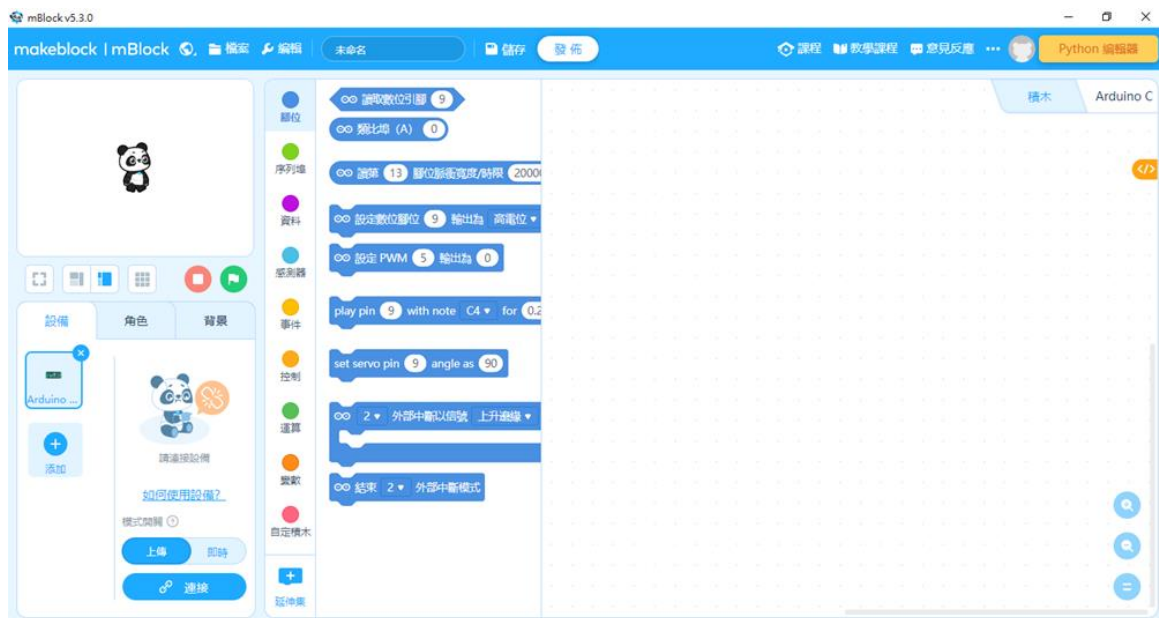 mBlock v5.3.0
makeblock | mBlock 檔案 編輯 未命名 儲存 發佈 課程 教學課程 意見反應 ... Python 編輯器
積木 Arduino C
腳位
序列埠
資料
感測器
事件
控制
運算
變數
自定積木
延伸集
讀取數位引腳 9
類比埠 (A) 0
讀第 13 腳位脈衝寬度/時限 20000
設定數位腳位 9 輸出為 高電位
設定 PWM 5 輸出為 0
play pin 9 with note C4 for 0.2
set servo pin 9 angle as 90
2 外部中斷以信號 上升邊緣
結束 2 外部中斷模式
設備 角色 背景
Arduino ...
添加
請連接設備
如何使用設備?
模式開關 ?
上傳 即時
連接